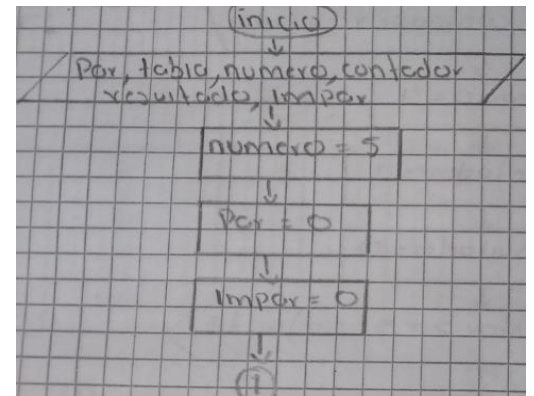 inicio
Par, tabla, numero, contador
resultado, impar
numero = 5
Par = 0
Impar = 0
1